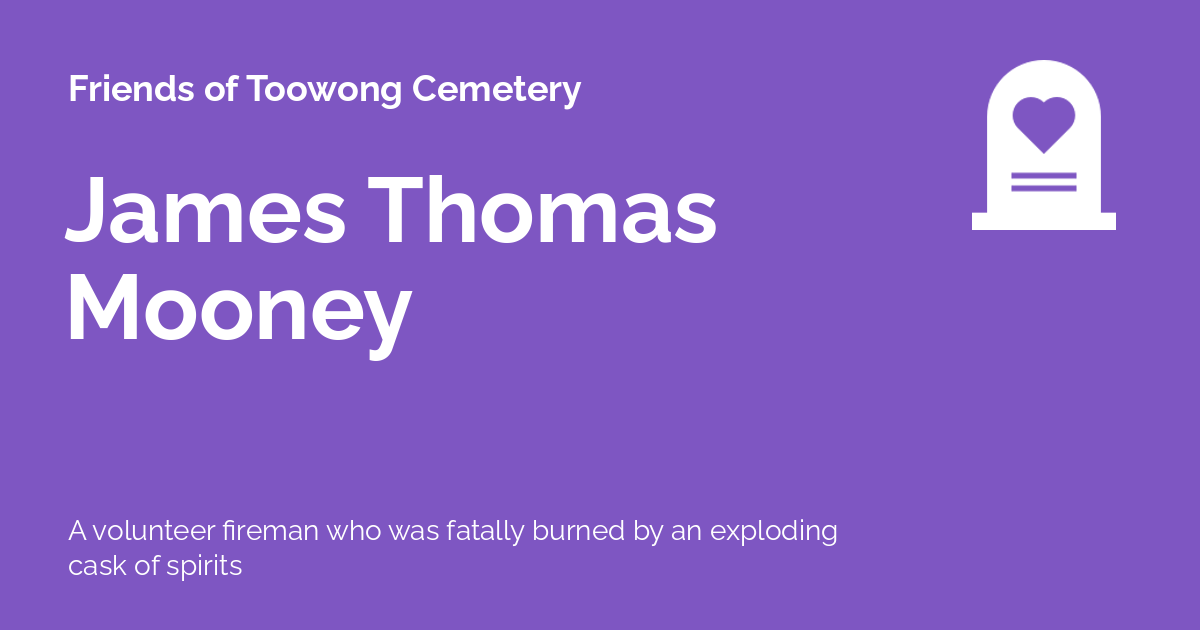 Friends of Toowong Cemetery
James Thomas
Mooney
A volunteer fireman who was fatally burned by an exploding
cask of spirits